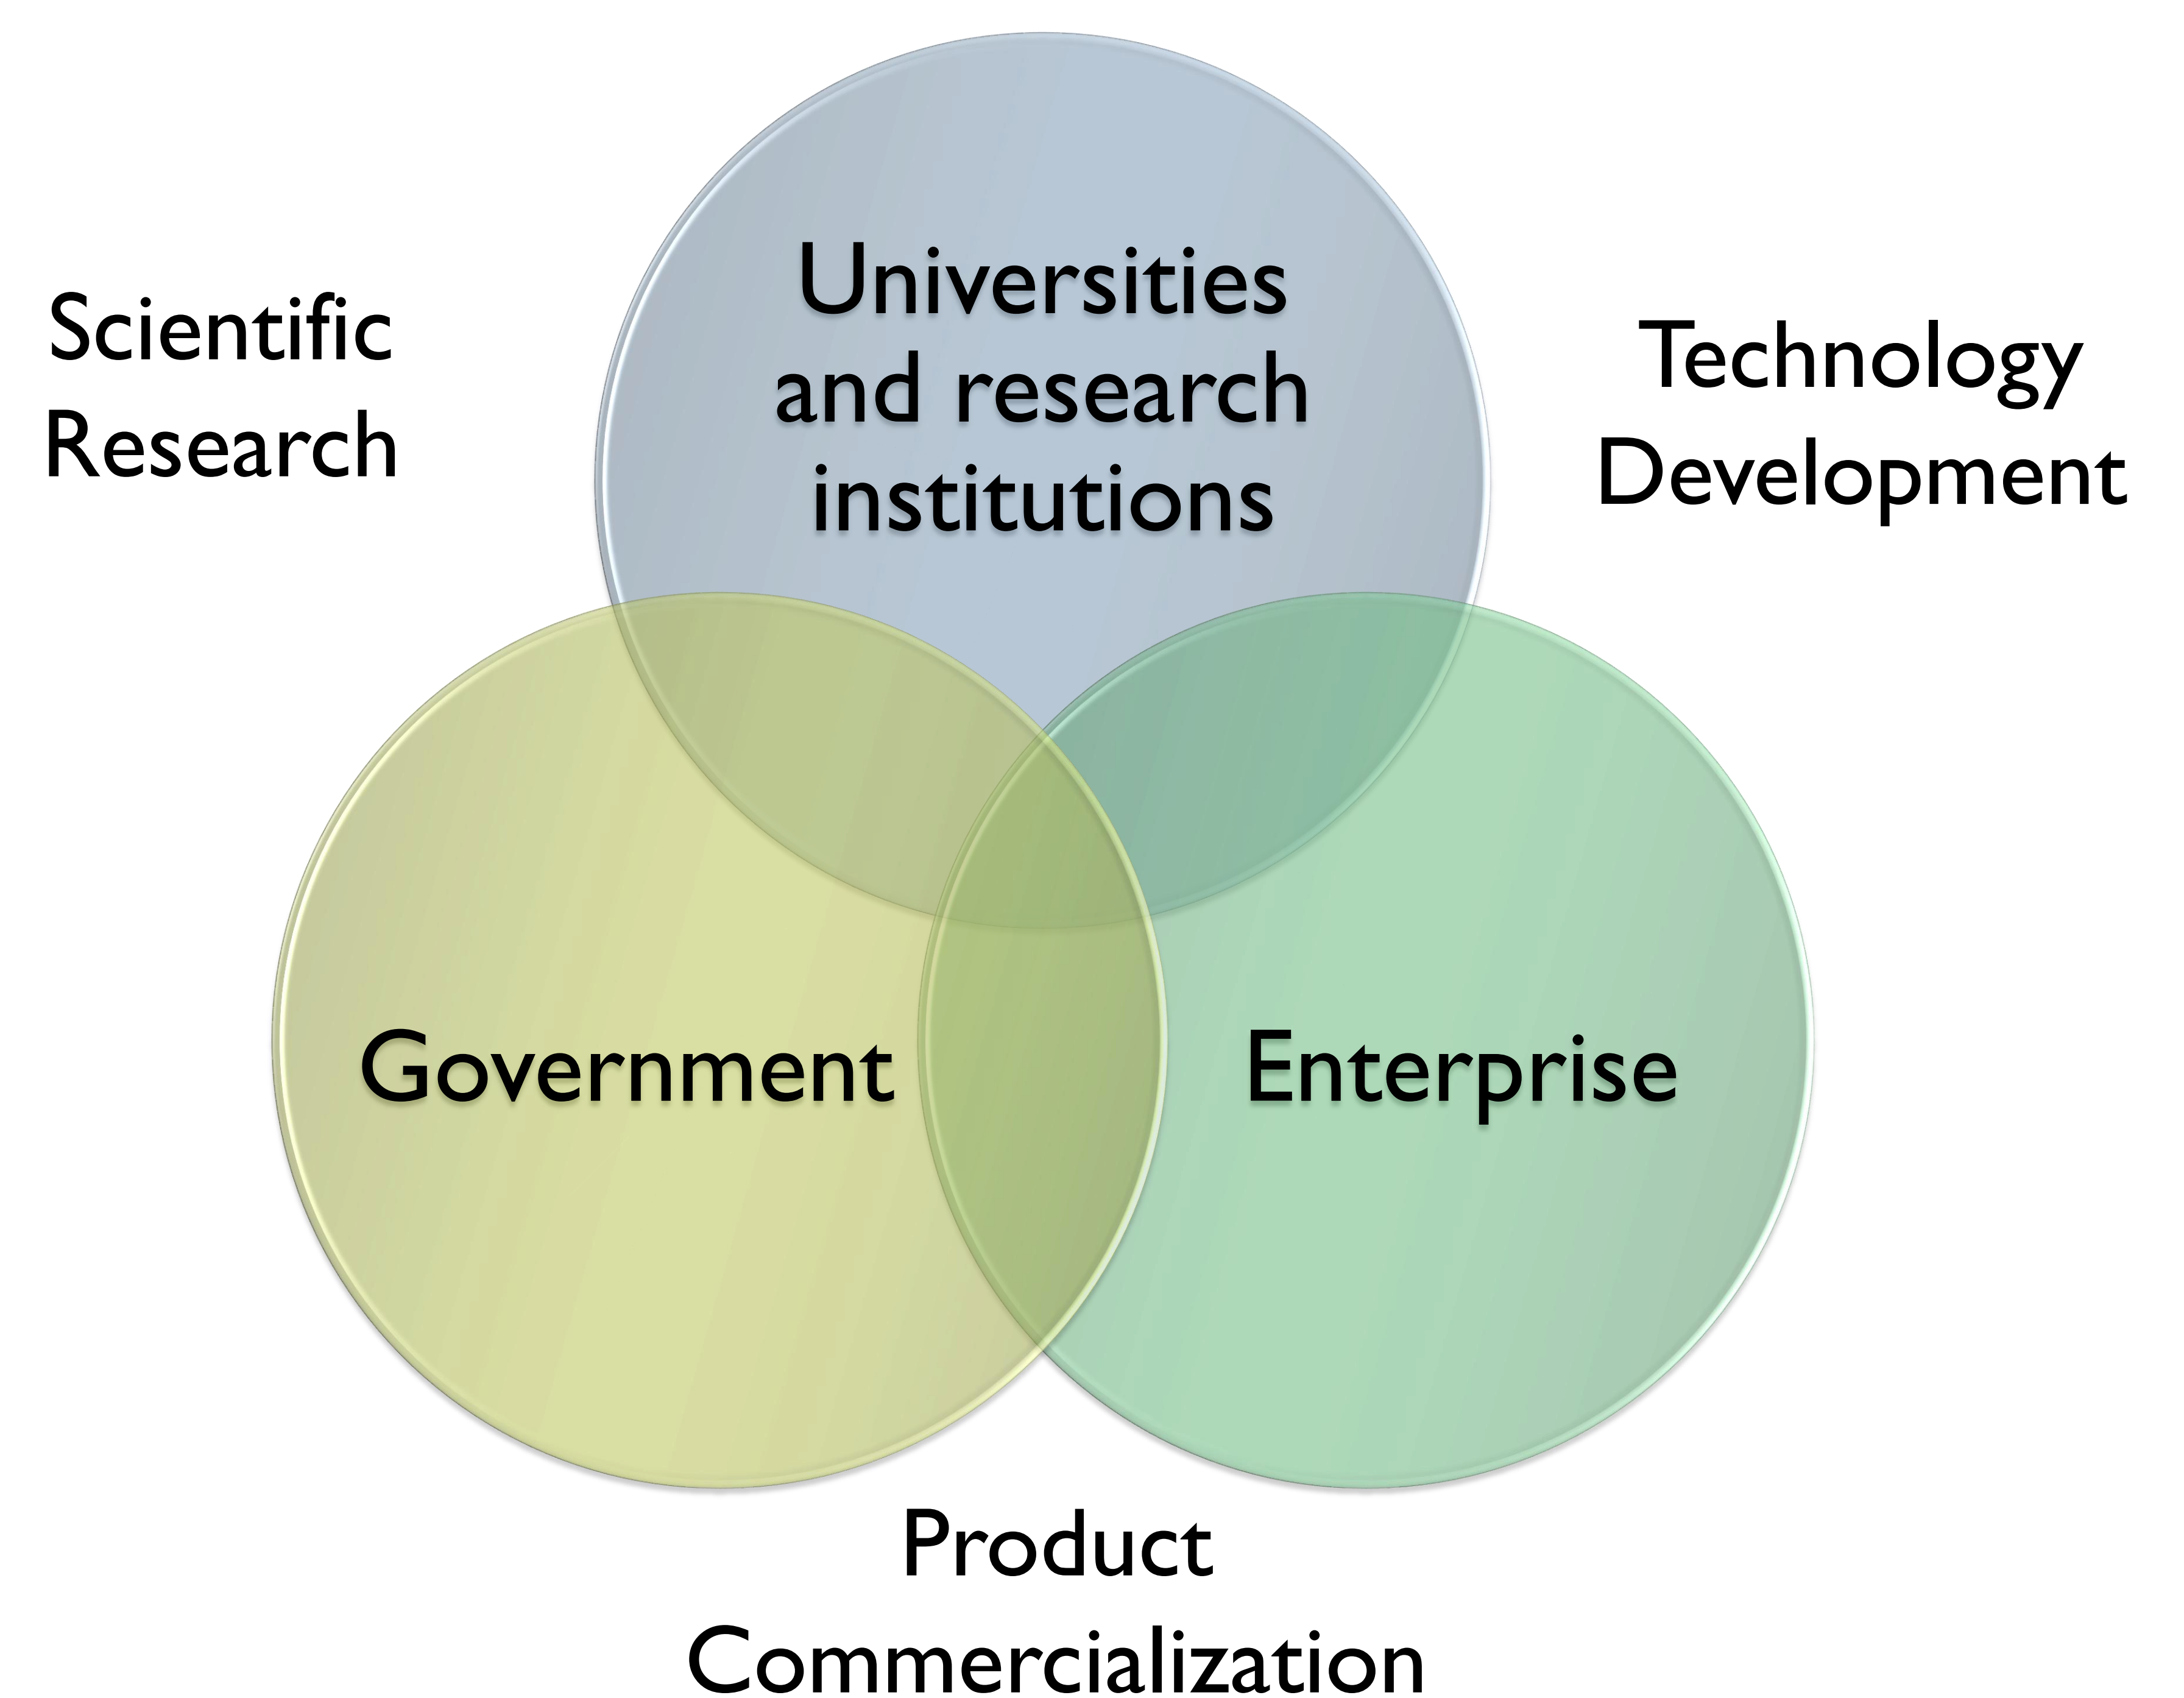 Universities
and research
institutions
Scientific
Research
Technology
Development
Government
Enterprise
Product
Commercialization